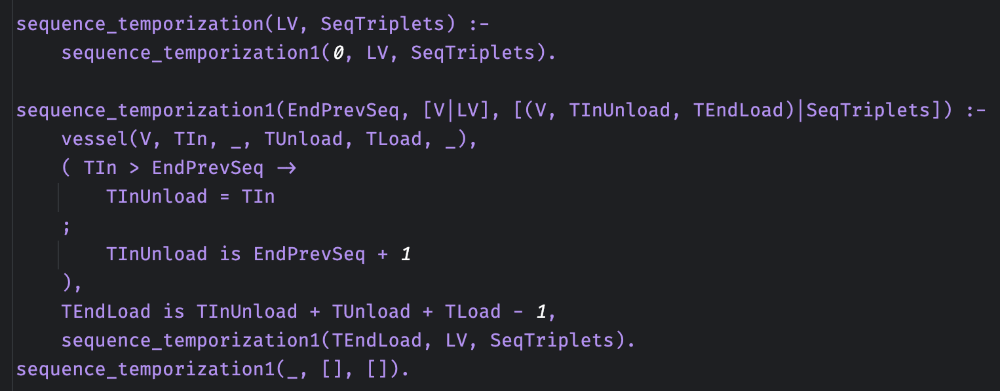 sequence_temporization(LV, SeqTriplets) :-
    sequence_temporization1(0, LV, SeqTriplets).

sequence_temporization1(EndPrevSeq, [V|LV], [(V, TInUnload, TEndLoad)|SeqTriplets]) :-
    vessel(V, TIn, _, TUnload, TLoad, _),
    ( TIn > EndPrevSeq ->
        TInUnload = TIn
    ;
        TInUnload is EndPrevSeq + 1
    ),
    TEndLoad is TInUnload + TUnload + TLoad - 1,
    sequence_temporization1(TEndLoad, LV, SeqTriplets).
sequence_temporization1(_, [], []).